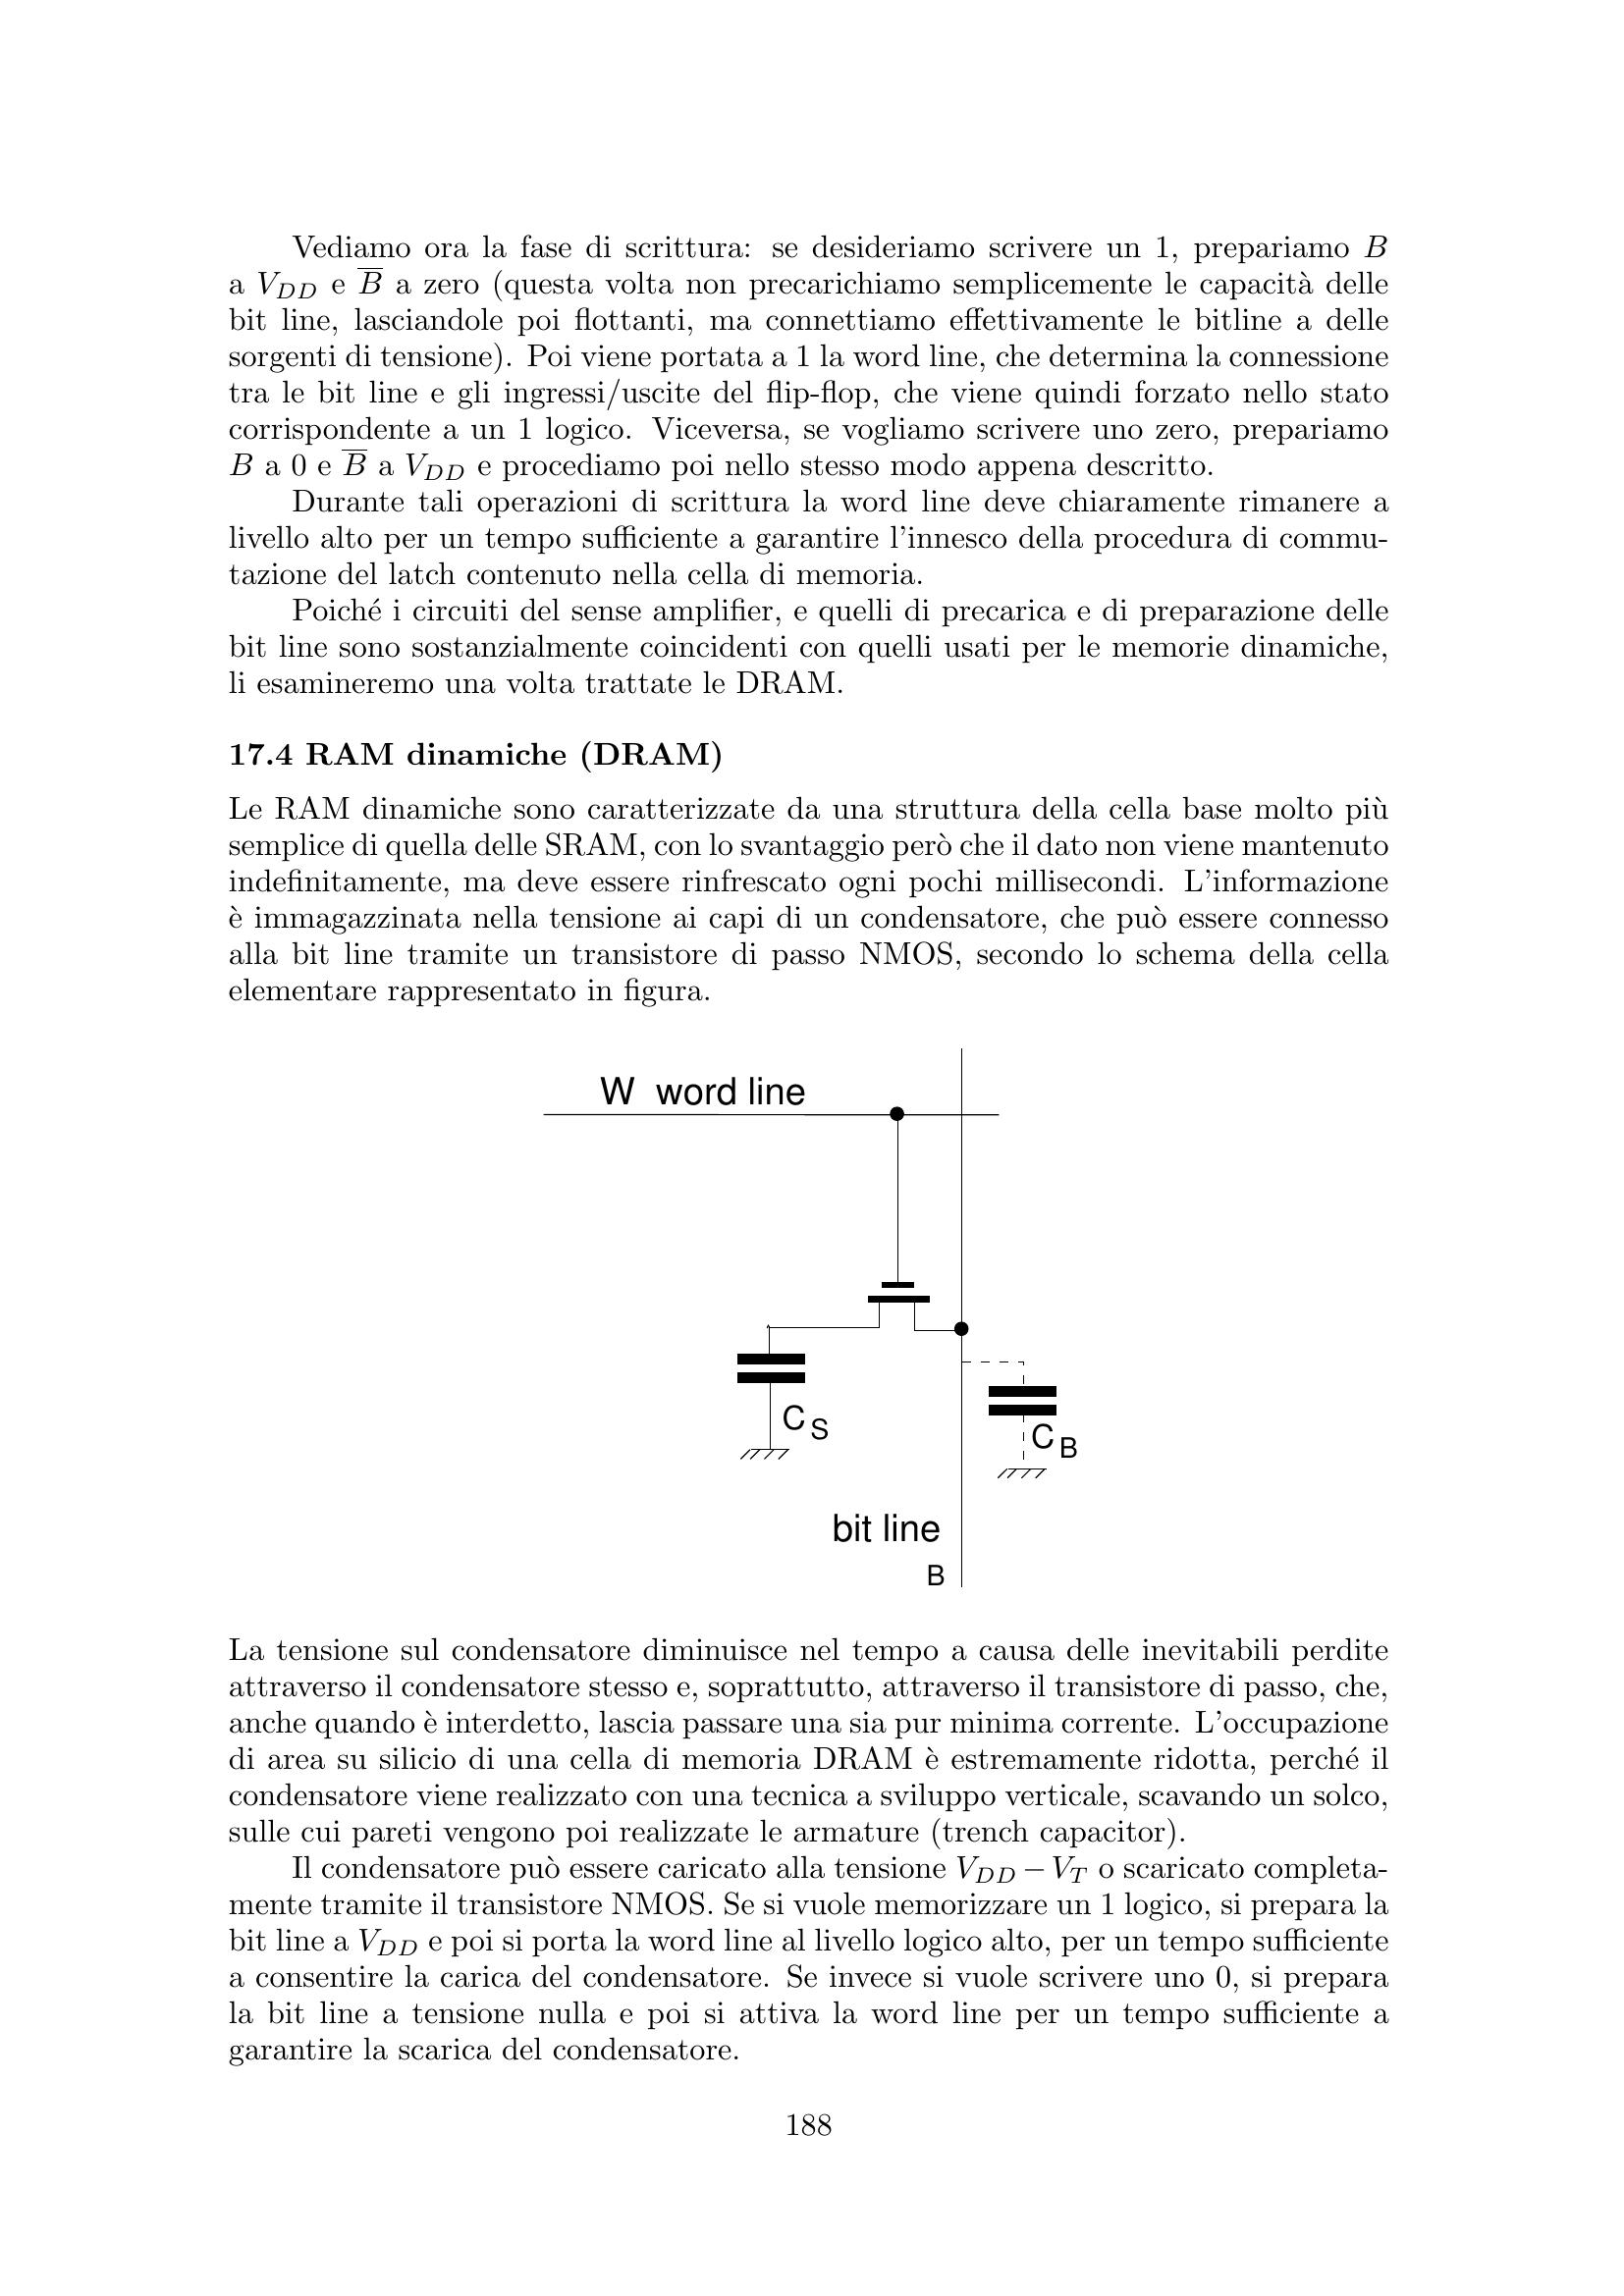 Vediamo ora la fase di scrittura: se desideriamo scrivere un 1, prepariamo B
a V_{DD} e \overline{B} a zero (questa volta non precarichiamo semplicemente le capacità delle
bit line, lasciandole poi flottanti, ma connettiamo effettivamente le bitline a delle
sorgenti di tensione). Poi viene portata a 1 la word line, che determina la connessione
tra le bit line e gli ingressi/uscite del flip-flop, che viene quindi forzato nello stato
corrispondente a un 1 logico. Viceversa, se vogliamo scrivere uno zero, prepariamo
B a 0 e \overline{B} a V_{DD} e procediamo poi nello stesso modo appena descritto.
Durante tali operazioni di scrittura la word line deve chiaramente rimanere a
livello alto per un tempo sufficiente a garantire l'innesco della procedura di commu-
tazione del latch contenuto nella cella di memoria.
Poiché i circuiti del sense amplifier, e quelli di precarica e di preparazione delle
bit line sono sostanzialmente coincidenti con quelli usati per le memorie dinamiche,
li esamineremo una volta trattate le DRAM.
17.4 RAM dinamiche (DRAM)
Le RAM dinamiche sono caratterizzate da una struttura della cella base molto più
semplice di quella delle SRAM, con lo svantaggio però che il dato non viene mantenuto
indefinitamente, ma deve essere rinfrescato ogni pochi millisecondi. L'informazione
è immagazzinata nella tensione ai capi di un condensatore, che può essere connesso
alla bit line tramite un transistore di passo NMOS, secondo lo schema della cella
elementare rappresentato in figura.
W word line
C S
C B
bit line
B
La tensione sul condensatore diminuisce nel tempo a causa delle inevitabili perdite
attraverso il condensatore stesso e, soprattutto, attraverso il transistore di passo, che,
anche quando è interdetto, lascia passare una sia pur minima corrente. L'occupazione
di area su silicio di una cella di memoria DRAM è estremamente ridotta, perché il
condensatore viene realizzato con una tecnica a sviluppo verticale, scavando un solco,
sulle cui pareti vengono poi realizzate le armature (trench capacitor).
Il condensatore può essere caricato alla tensione V_{DD} − V_T o scaricato completa-
mente tramite il transistore NMOS. Se si vuole memorizzare un 1 logico, si prepara la
bit line a V_{DD} e poi si porta la word line al livello logico alto, per un tempo sufficiente
a consentire la carica del condensatore. Se invece si vuole scrivere uno 0, si prepara
la bit line a tensione nulla e poi si attiva la word line per un tempo sufficiente a
garantire la scarica del condensatore.
188